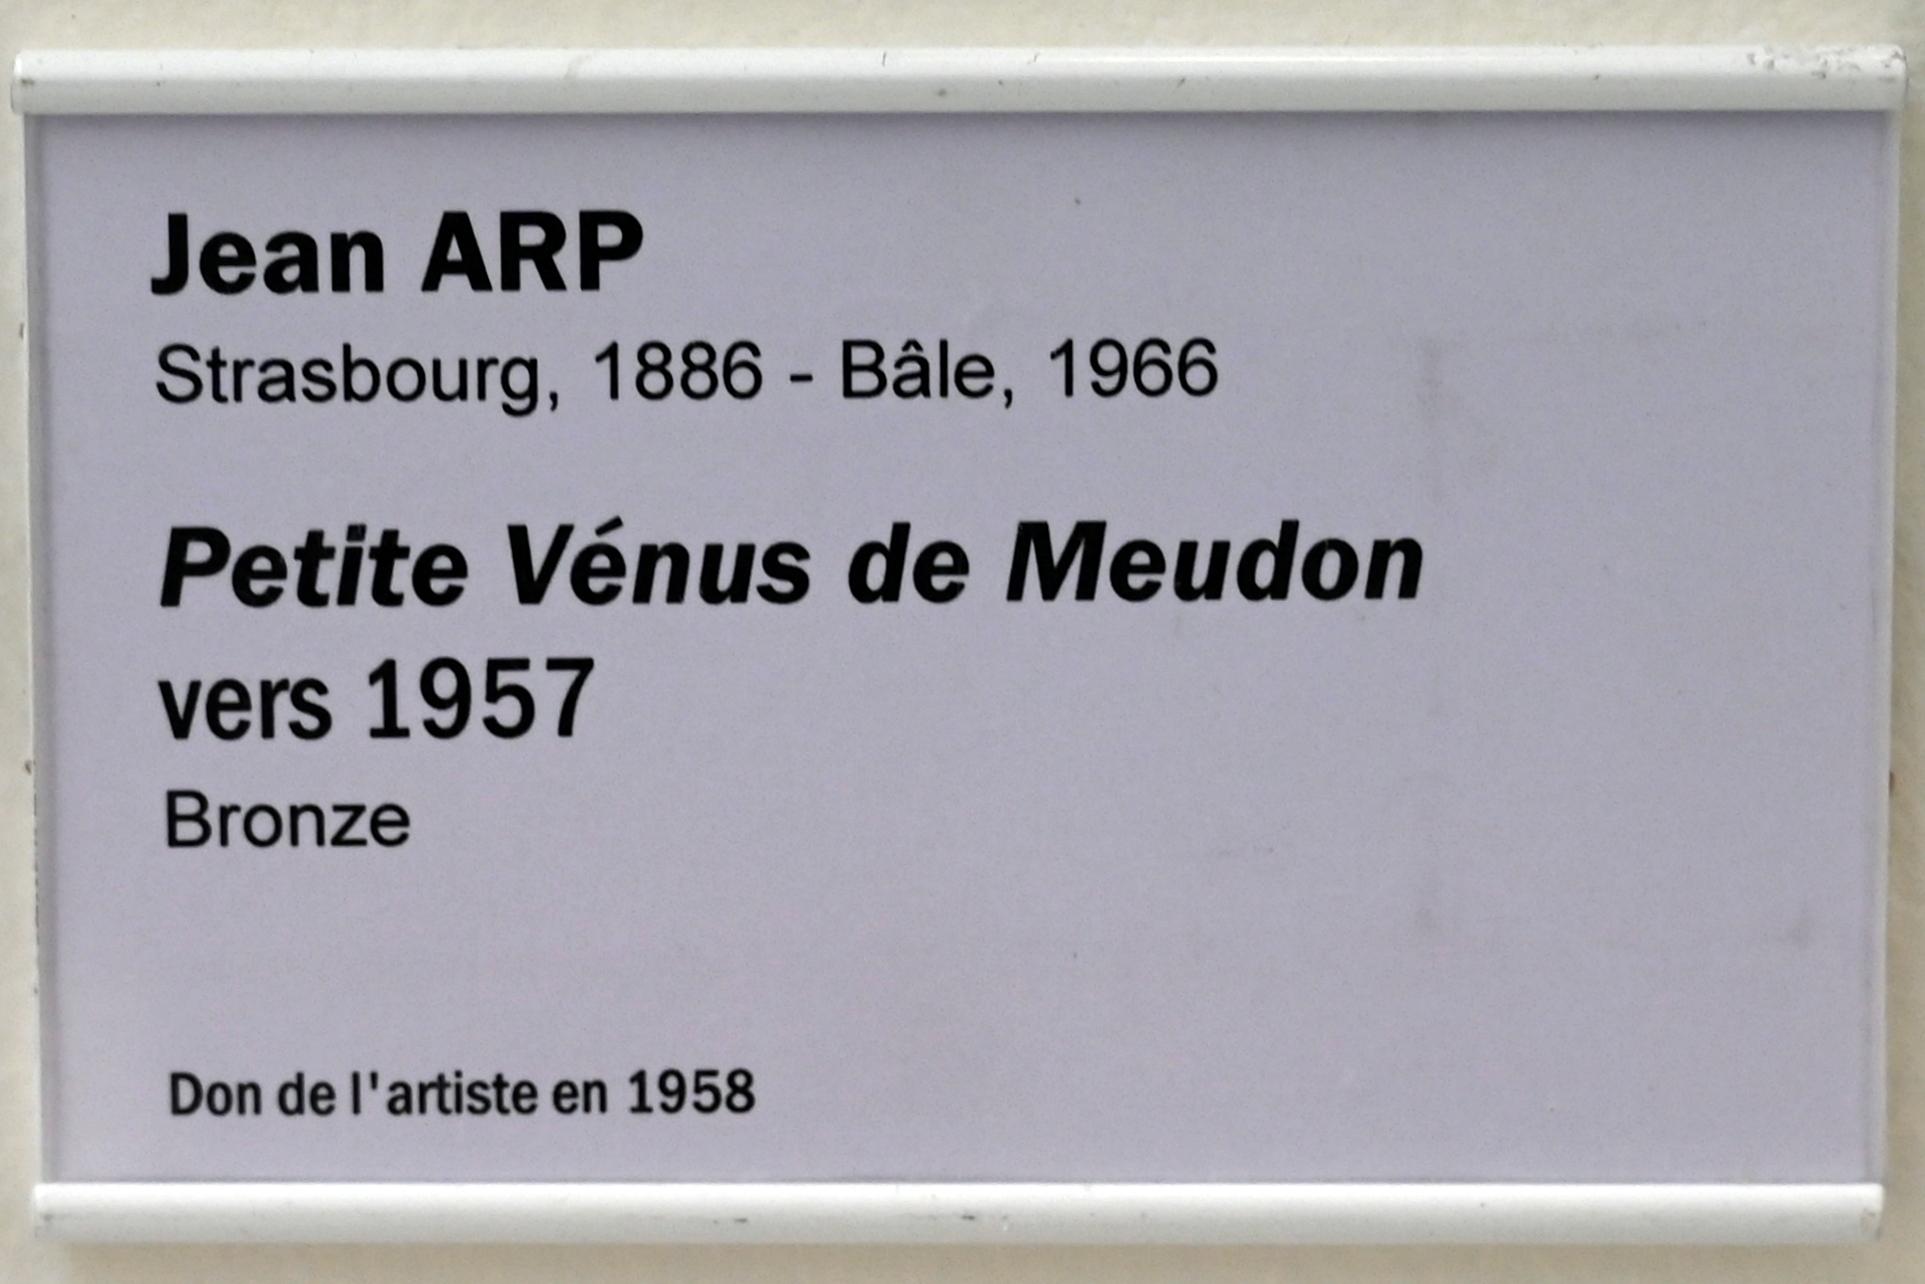 Jean ARP
Strasbourg, 1886 - Bâle, 1966
Petite Vénus de Meudon
vers 1957
Bronze
Don de l'artiste en 1958